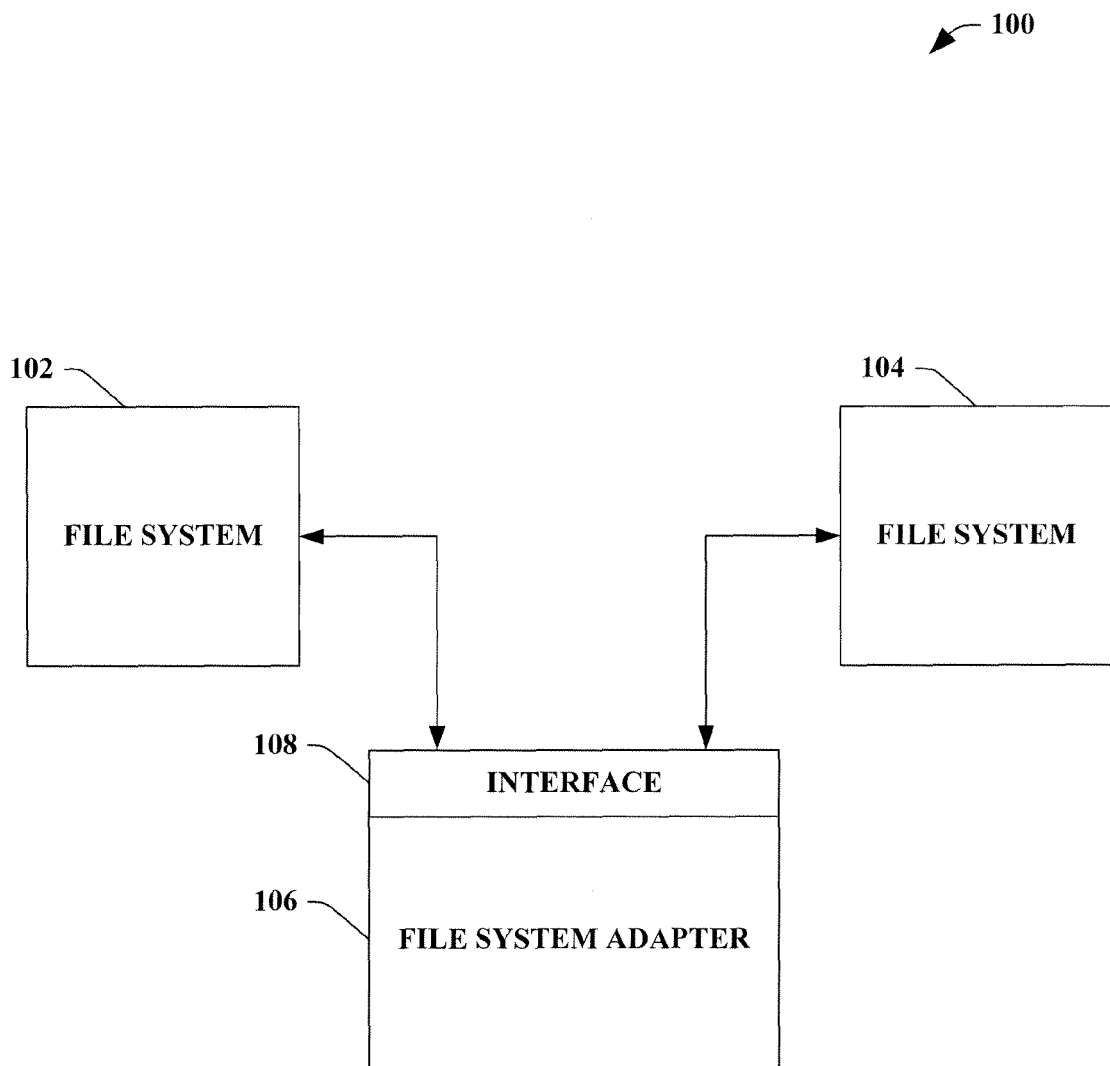 100
102
104
FILE SYSTEM
FILE SYSTEM
108
INTERFACE
106
FILE SYSTEM ADAPTER